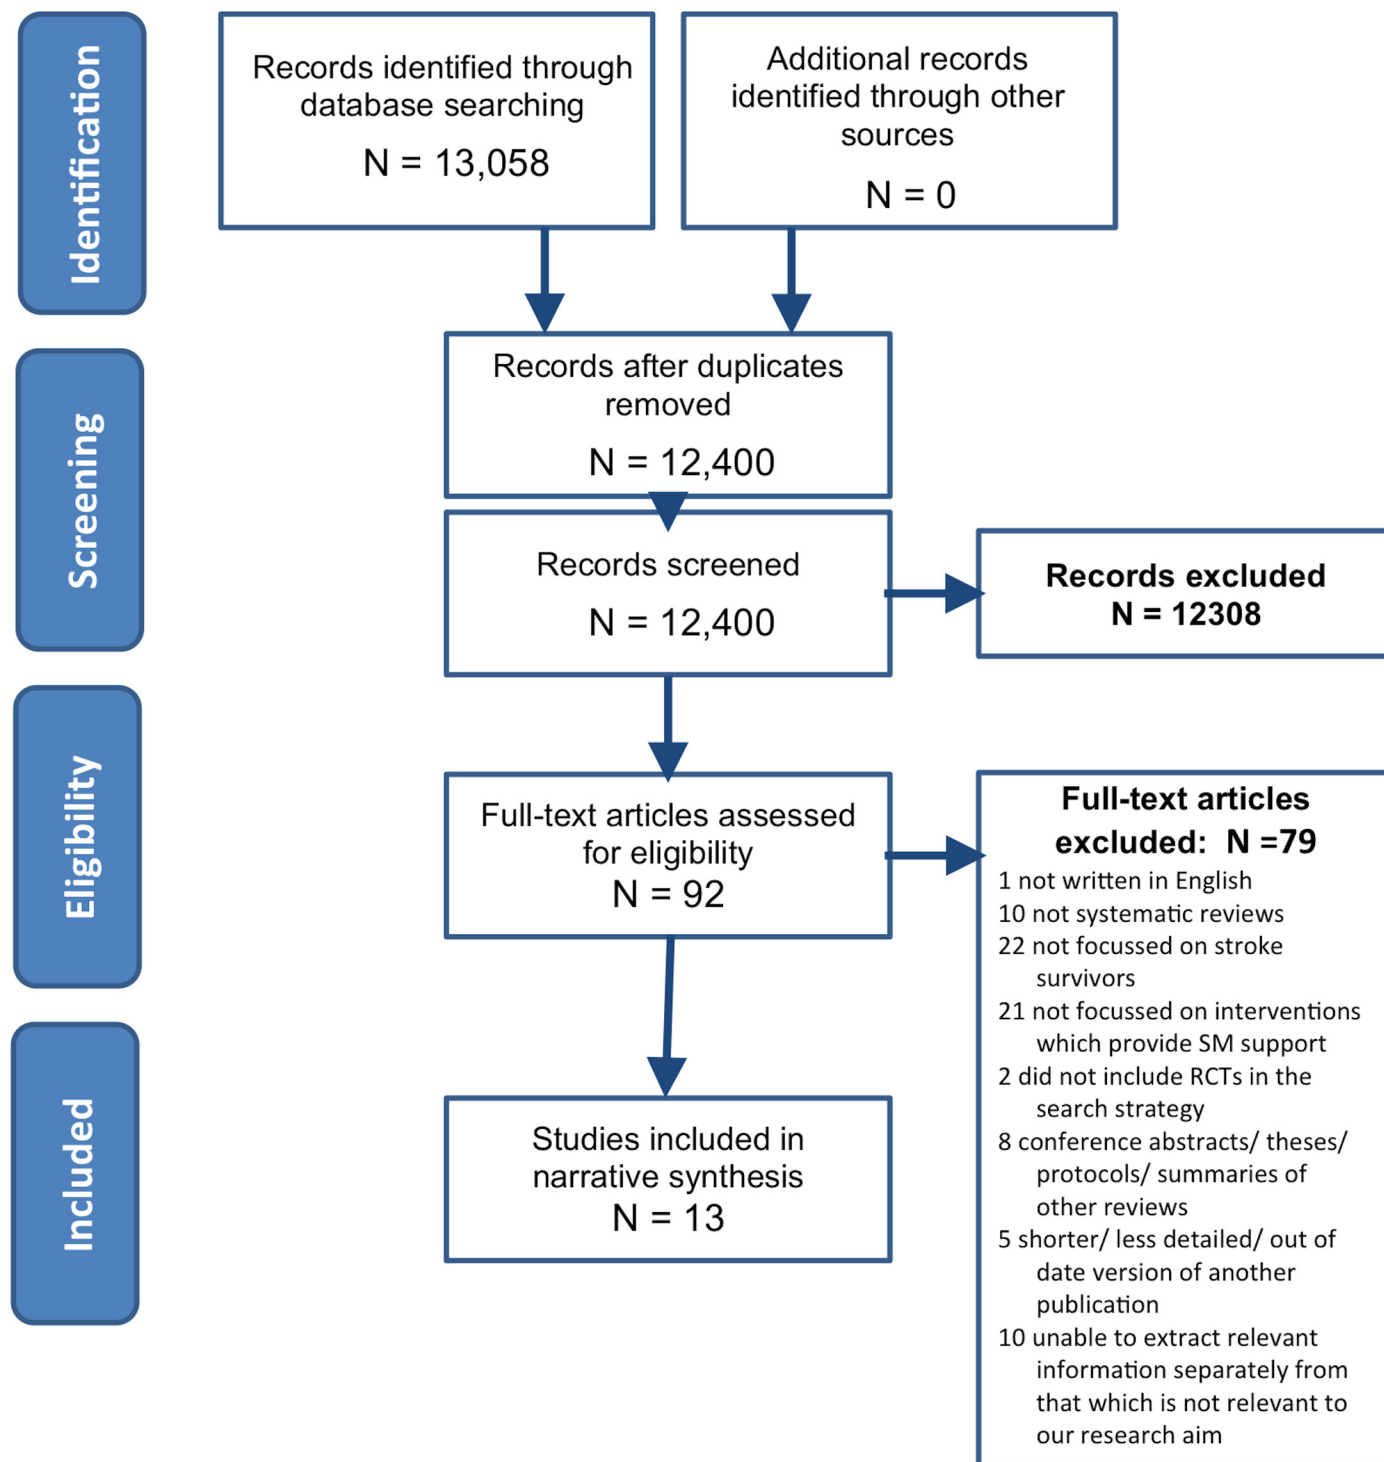 Identification
Records identified through
database searching
N = 13,058
Additional records
identified through other
sources
N = 0
Screening
Records after duplicates
removed
N = 12,400
Records screened
N = 12,400
Records excluded
N = 12308
Eligibility
Full-text articles assessed
for eligibility
N = 92
Full-text articles
excluded: N =79
1 not written in English
10 not systematic reviews
22 not focussed on stroke
survivors
21 not focussed on interventions
which provide SM support
2 did not include RCTs in the
search strategy
8 conference abstracts/ theses/
protocols/ summaries of
other reviews
5 shorter/ less detailed/ out of
date version of another
publication
10 unable to extract relevant
information separately from
that which is not relevant to
our research aim
Included
Studies included in
narrative synthesis
N = 13